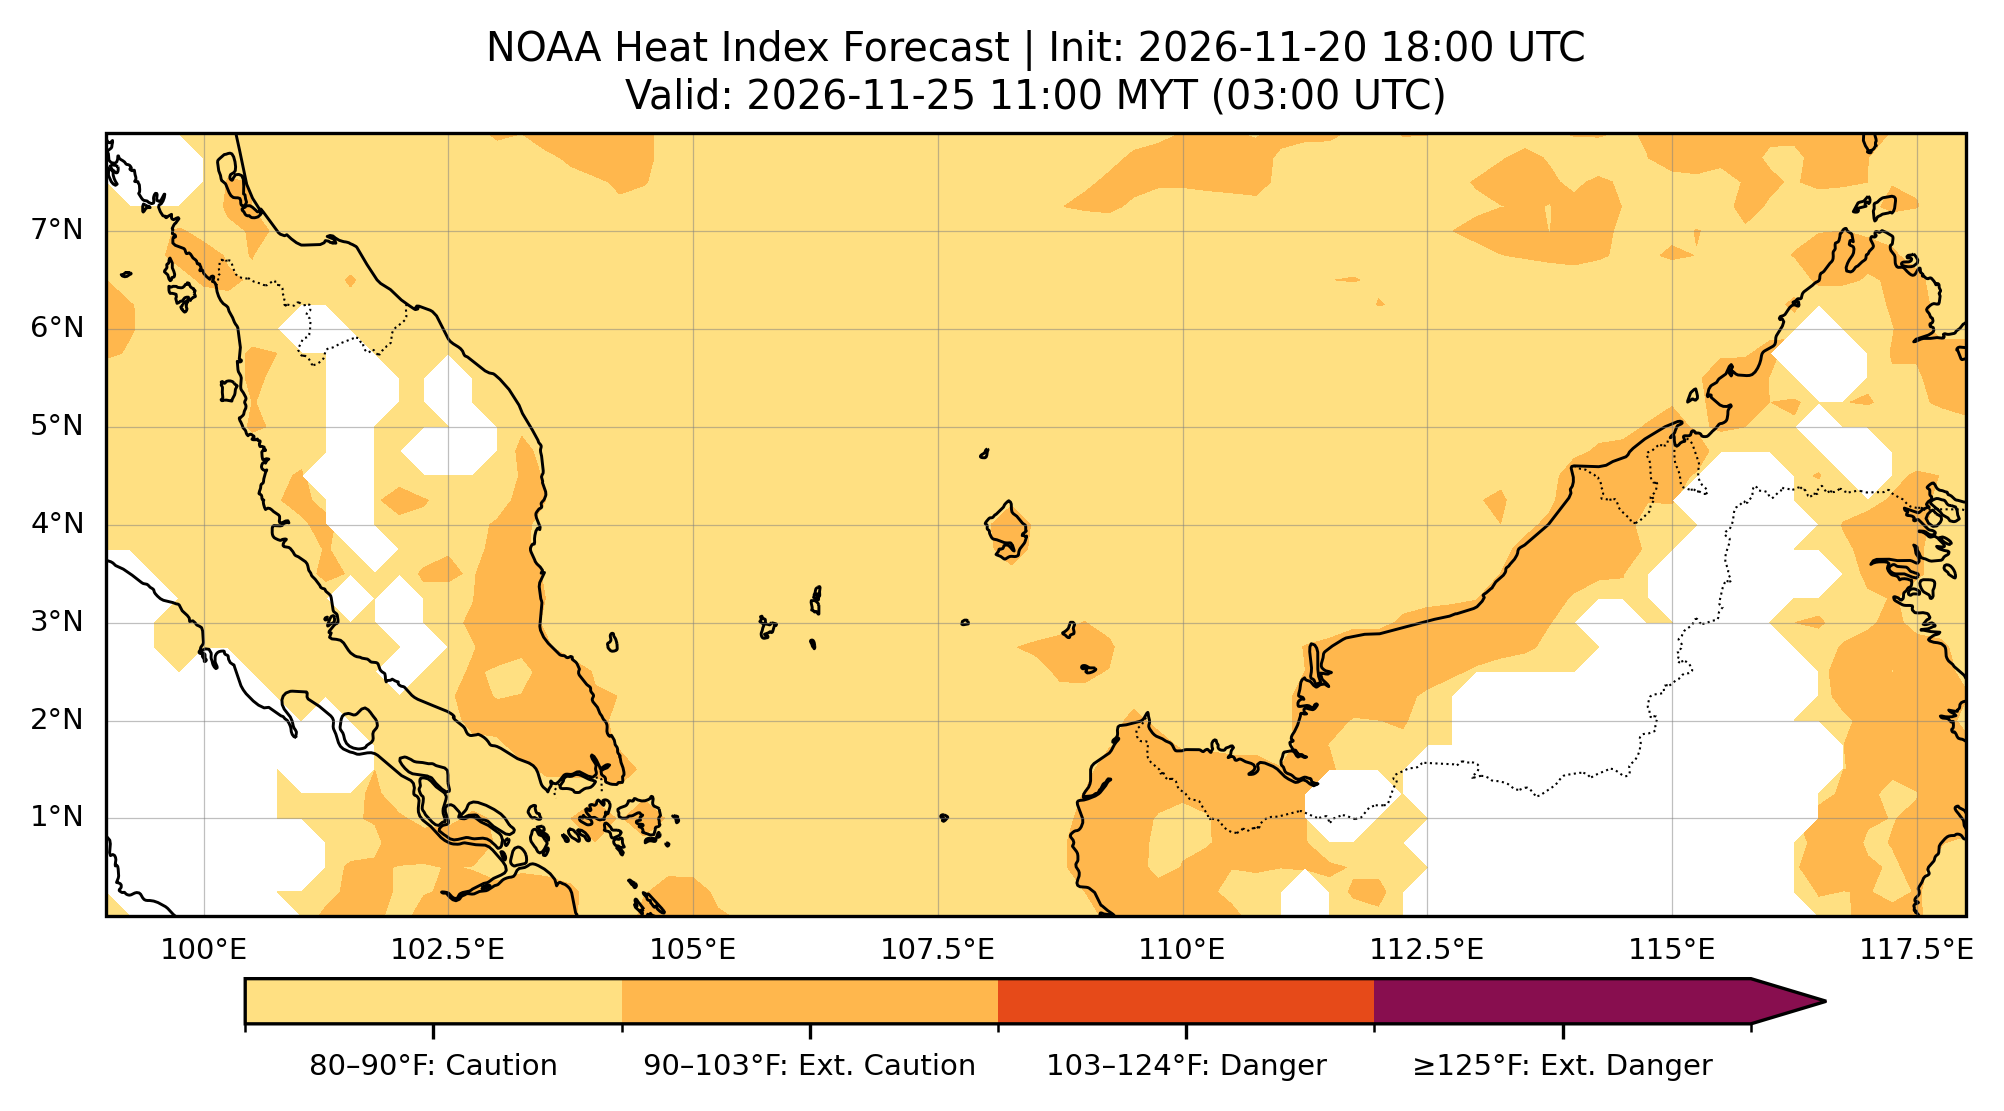 NOAA Heat Index Forecast | Init: 2026-11-20 18:00 UTC
Valid: 2026-11-25 11:00 MYT (03:00 UTC)
7°N
6°N
5°N
4°N
3°N
2°N
1°N
100°E
102.5°E
105°E
107.5°E
110°E
112.5°E
115°E
117.5°E
80–90°F: Caution
90–103°F: Ext. Caution
103–124°F: Danger
≥125°F: Ext. Danger